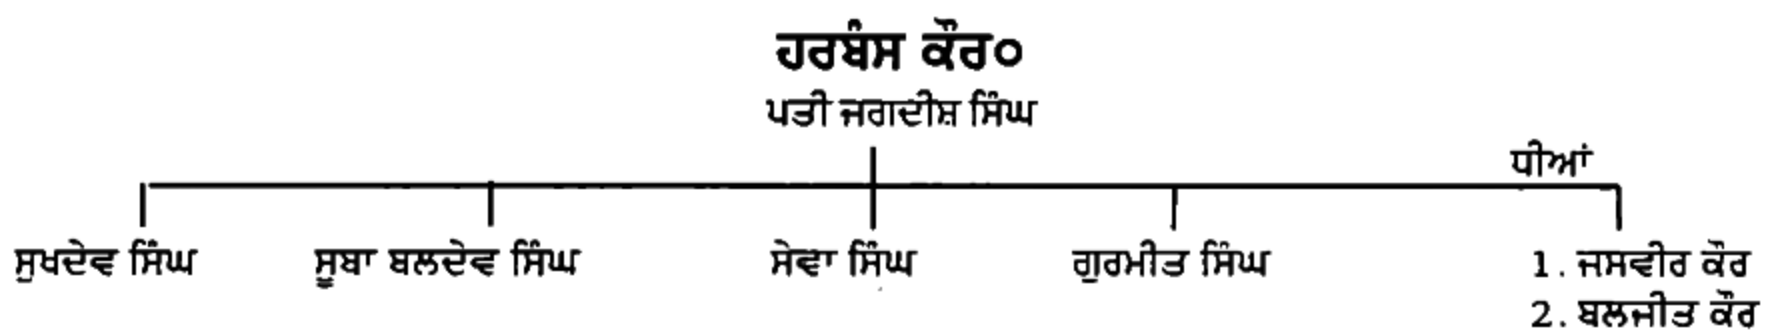 ਹਰਬੰਸ ਕੌਰ੦
ਪਤੀ ਜਗਦੀਸ਼ ਸਿੰਘ
ਧੀਆਂ
ਸੁਖਦੇਵ ਸਿੰਘ ਸੂਬਾ ਬਲਦੇਵ ਸਿੰਘ ਸੇਵਾ ਸਿੰਘ ਗੁਰਮੀਤ ਸਿੰਘ 1. ਜਸਵੀਰ ਕੌਰ
2. ਬਲਜੀਤ ਕੌਰ